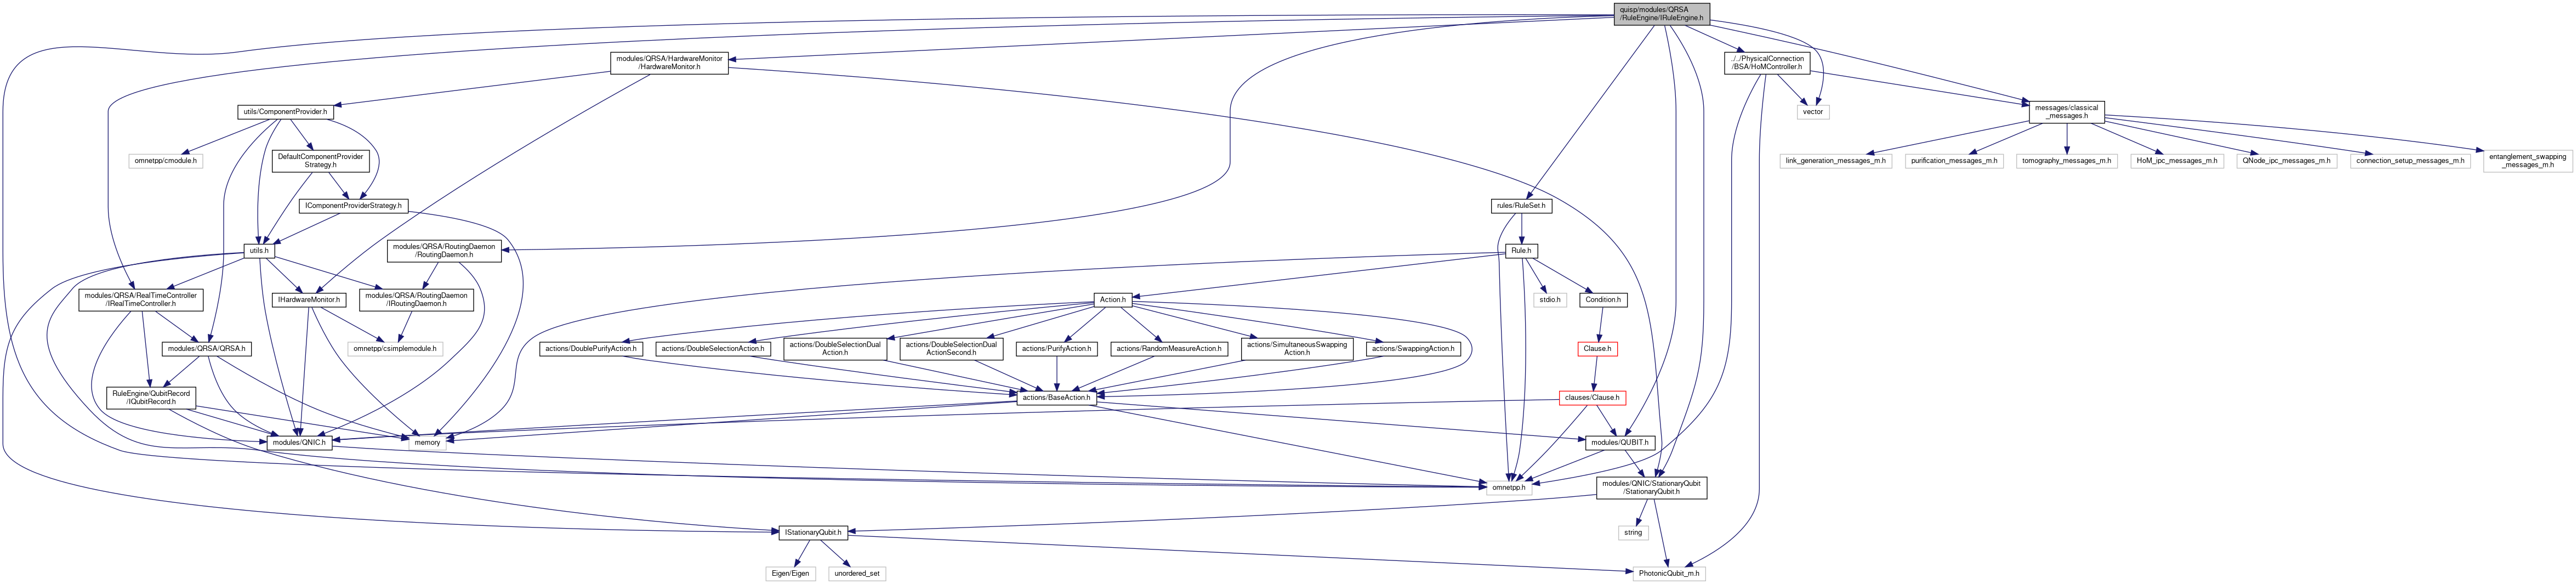 quisp/modules/QRSA
/RuleEngine/IRuleEngine.h
modules/QRSA/HardwareMonitor
/HardwareMonitor.h
../../PhysicalConnection
/BSA/HoMController.h
utils/ComponentProvider.h
vector
messages/classical
_messages.h
omnetpp/cmodule.h
DefaultComponentProvider
Strategy.h
link_generation_messages_m.h
purification_messages_m.h
tomography_messages_m.h
HoM_ipc_messages_m.h
QNode_ipc_messages_m.h
connection_setup_messages_m.h
entanglement_swapping
_messages_m.h
IComponentProviderStrategy.h
rules/RuleSet.h
utils.h
modules/QRSA/RoutingDaemon
/RoutingDaemon.h
Rule.h
modules/QRSA/RealTimeController
/IRealTimeController.h
IHardwareMonitor.h
modules/QRSA/RoutingDaemon
/IRoutingDaemon.h
Action.h
stdio.h
Condition.h
modules/QRSA/QRSA.h
omnetpp/csimplemodule.h
actions/DoublePurifyAction.h
actions/DoubleSelectionAction.h
actions/DoubleSelectionDual
Action.h
actions/DoubleSelectionDual
ActionSecond.h
actions/PurifyAction.h
actions/RandomMeasureAction.h
actions/SimultaneousSwapping
Action.h
actions/SwappingAction.h
Clause.h
RuleEngine/QubitRecord
/IQubitRecord.h
actions/BaseAction.h
clauses/Clause.h
modules/QNIC.h
memory
modules/QUBIT.h
omnetpp.h
modules/QNIC/StationaryQubit
/StationaryQubit.h
IStationaryQubit.h
string
Eigen/Eigen
unordered_set
PhotonicQubit_m.h